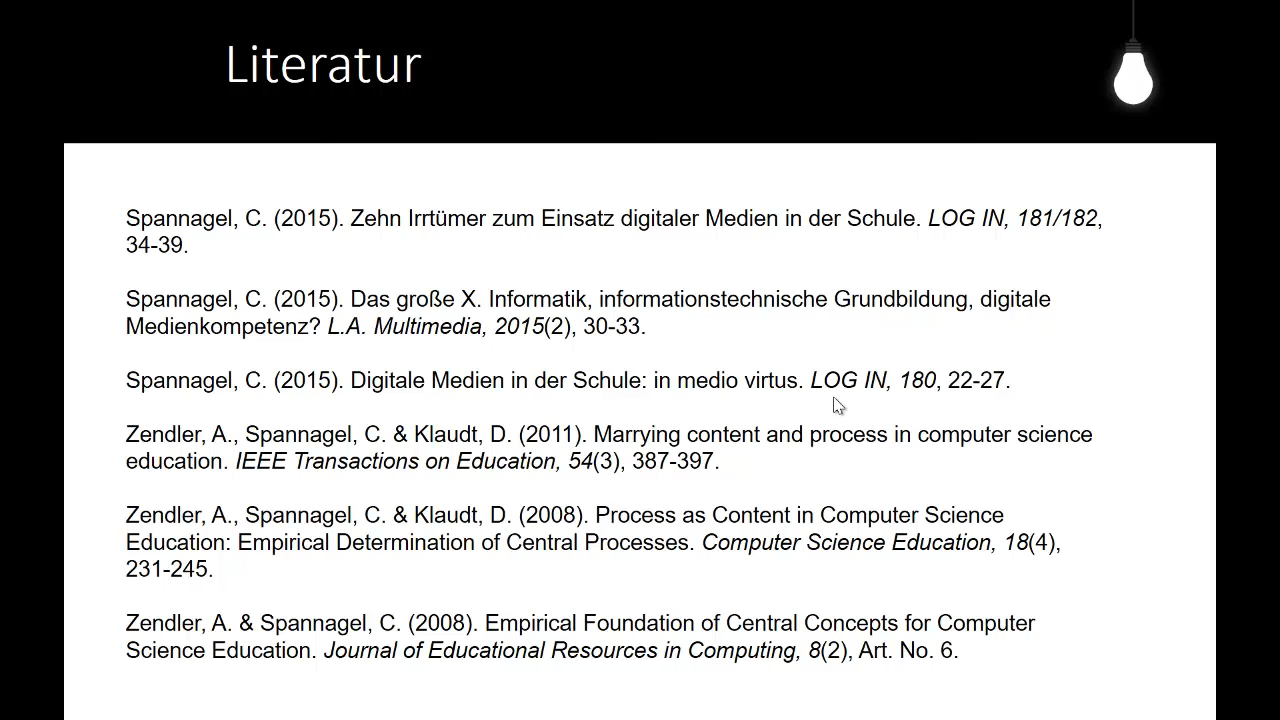 Literatur
Spannagel, C. (2015). Zehn Irrtümer zum Einsatz digitaler Medien in der Schule. LOG IN, 181/182,
34-39.
Spannagel, C. (2015). Das große X. Informatik, informationstechnische Grundbildung, digitale
Medienkompetenz? L.A. Multimedia, 2015(2), 30-33.
Spannagel, C. (2015). Digitale Medien in der Schule: in medio virtus. LOG IN, 180, 22-27.
Zendler, A., Spannagel, C. & Klaudt, D. (2011). Marrying content and process in computer science
education. IEEE Transactions on Education, 54(3), 387-397.
Zendler, A., Spannagel, C. & Klaudt, D. (2008). Process as Content in Computer Science
Education: Empirical Determination of Central Processes. Computer Science Education, 18(4),
231-245.
Zendler, A. & Spannagel, C. (2008). Empirical Foundation of Central Concepts for Computer
Science Education. Journal of Educational Resources in Computing, 8(2), Art. No. 6.